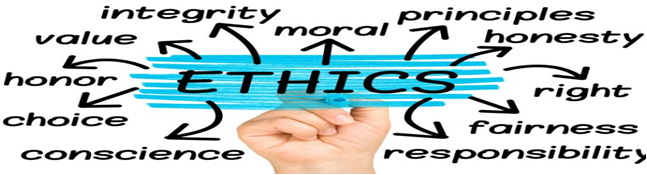 integrity
moral
principles
value
honesty
honor
ETHICS
right
choice
fairness
conscience
responsibility